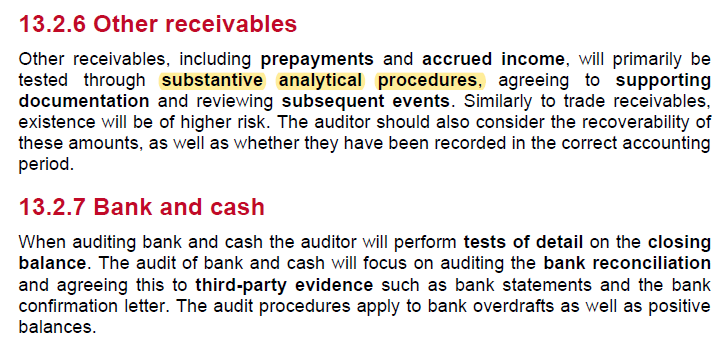 13.2.6 Other receivables
Other receivables, including prepayments and accrued income, will primarily be
tested through substantive analytical procedures, agreeing to supporting
documentation and reviewing subsequent events. Similarly to trade receivables,
existence will be of higher risk. The auditor should also consider the recoverability of
these amounts, as well as whether they have been recorded in the correct accounting
period.
13.2.7 Bank and cash
When auditing bank and cash the auditor will perform tests of detail on the closing
balance. The audit of bank and cash will focus on auditing the bank reconciliation
and agreeing this to third-party evidence such as bank statements and the bank
confirmation letter. The audit procedures apply to bank overdrafts as well as positive
balances.